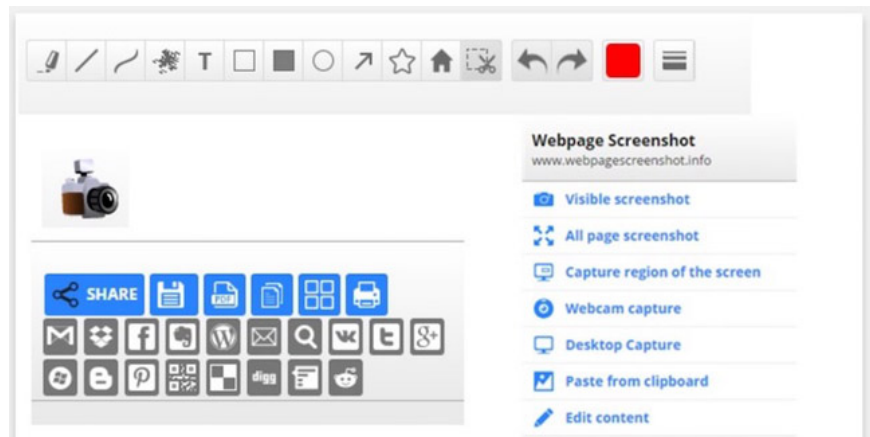 T
Webpage Screenshot
www.webpagescreenshot.info
Visible screenshot
All page screenshot
Capture region of the screen
Webcam capture
Desktop Capture
Paste from clipboard
Edit content
SHARE
PDF
digg